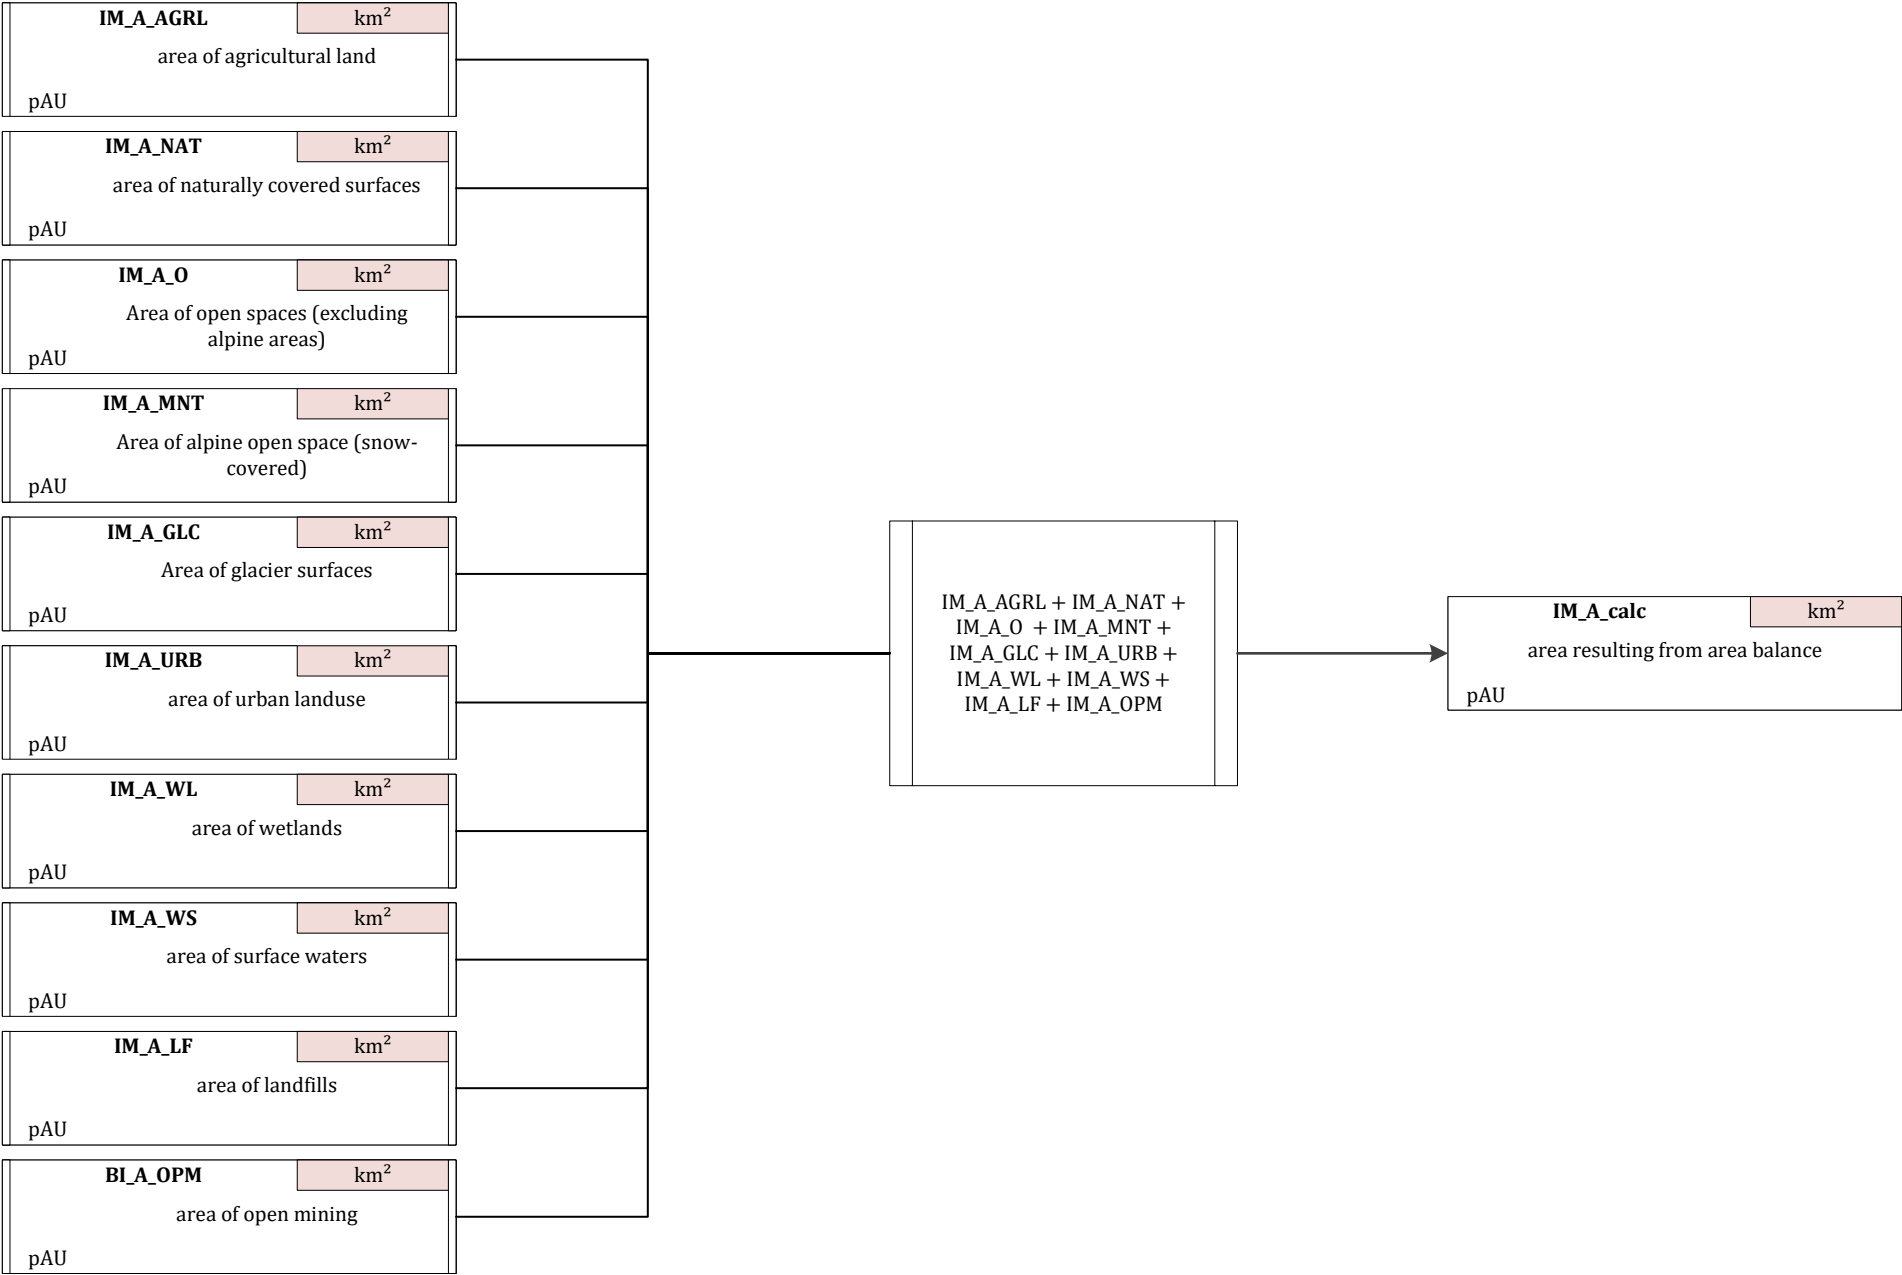 IM_A_AGRL km²
area of agricultural land
pAU
IM_A_NAT km²
area of naturally covered surfaces
pAU
IM_A_O km²
Area of open spaces (excluding
alpine areas)
pAU
IM_A_MNT km²
Area of alpine open space (snow-
covered)
pAU
IM_A_GLC km²
Area of glacier surfaces
pAU
IM_A_URB km²
area of urban landuse
pAU
IM_A_WL km²
area of wetlands
pAU
IM_A_WS km²
area of surface waters
pAU
IM_A_LF km²
area of landfills
pAU
BI_A_OPM km²
area of open mining
pAU
IM_A_AGRL + IM_A_NAT +
IM_A_O + IM_A_MNT +
IM_A_GLC + IM_A_URB +
IM_A_WL + IM_A_WS +
IM_A_LF + IM_A_OPM
IM_A_calc km²
area resulting from area balance
pAU